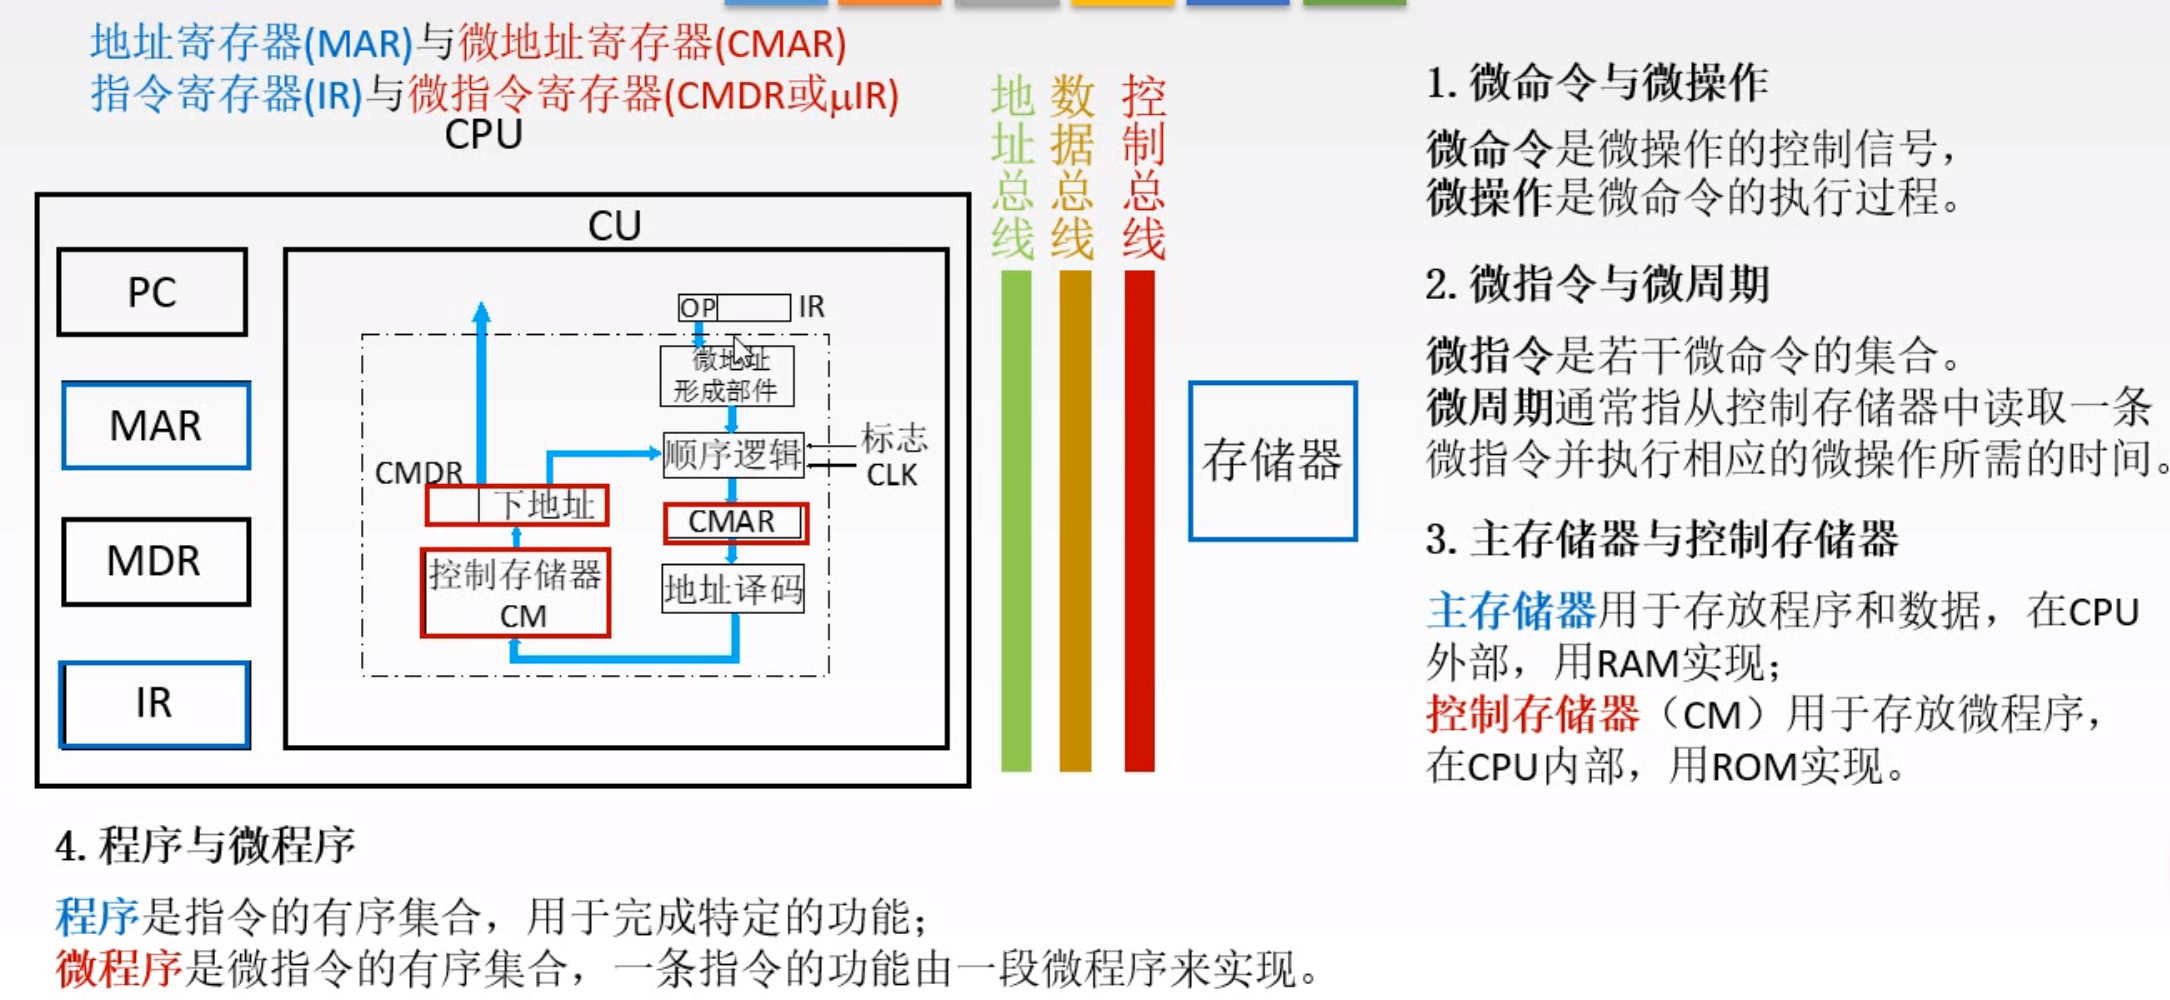 地址寄存器(MAR)与微地址寄存器(CMAR)
指令寄存器(IR)与微指令寄存器(CMDR或μIR)
CPU
CU
PC
MAR
MDR
IR
OP
IR
微地址
形成部件
顺序逻辑
标志
CLK
CMDR
下地址
CMAR
控制存储器
CM
地址译码
地址总线
数据总线
控制总线
存储器
1. 微命令与微操作
微命令是微操作的控制信号，
微操作是微命令的执行过程。
2. 微指令与微周期
微指令是若干微命令的集合。
微周期通常指从控制存储器中读取一条
微指令并执行相应的微操作所需的时间。
3. 主存储器与控制存储器
主存储器用于存放程序和数据，在CPU
外部，用RAM实现；
控制存储器（CM）用于存放微程序，
在CPU内部，用ROM实现。
4. 程序与微程序
程序是指令的有序集合，用于完成特定的功能；
微程序是微指令的有序集合，一条指令的功能由一段微程序来实现。